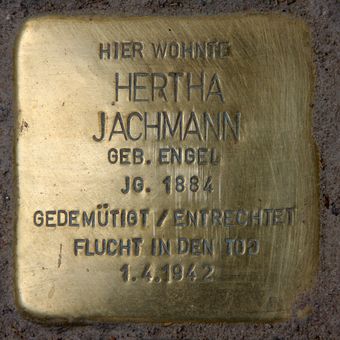 HIER WOHNTE
HERTHA
JACHMANN
GEB. ENGEL
JG. 1884
GEDEMÜTIGT / ENTRECHTET
FLUCHT IN DEN TOD
1.4.1942